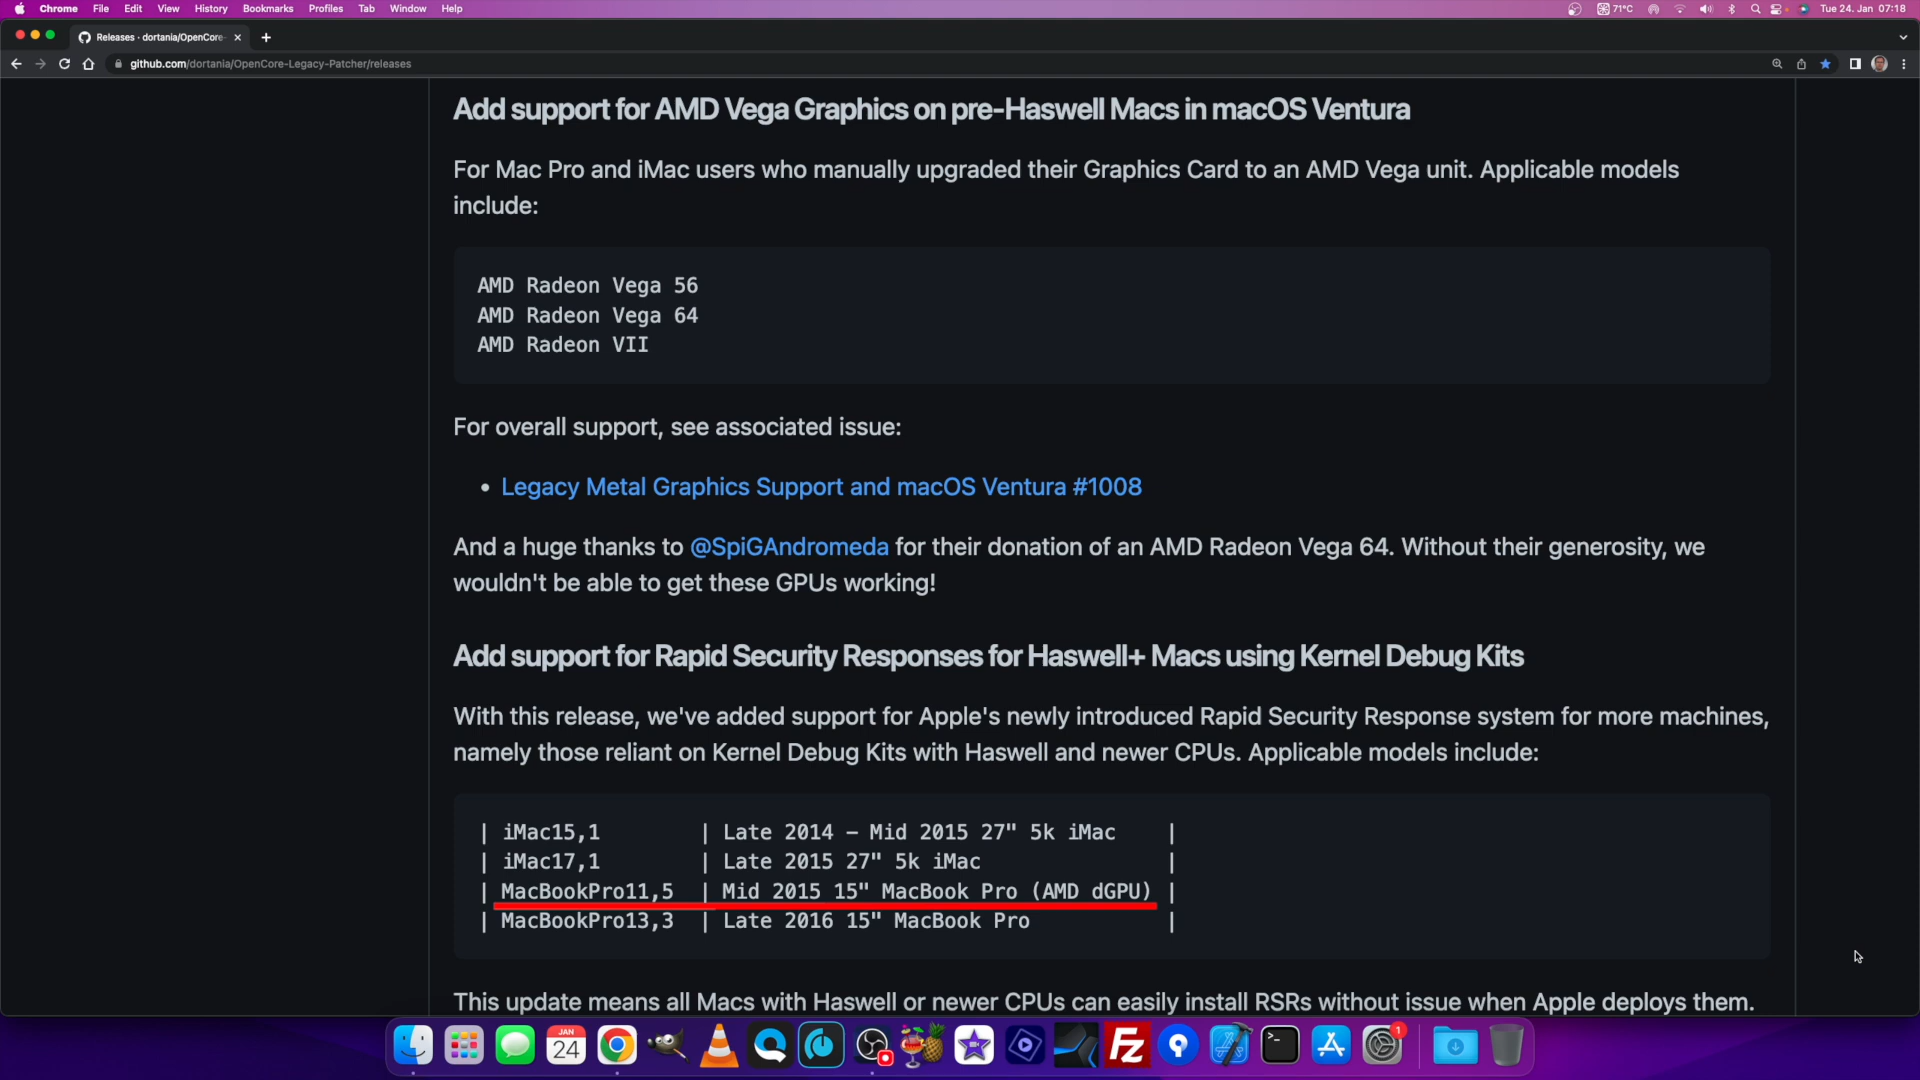 Chrome File Edit View History Bookmarks Profiles Tab Window Help 71°C Tue 24. Jan 07:18
Releases · dortania/OpenCore-
github.com/dortania/OpenCore-Legacy-Patcher/releases
Add support for AMD Vega Graphics on pre-Haswell Macs in macOS Ventura
For Mac Pro and iMac users who manually upgraded their Graphics Card to an AMD Vega unit. Applicable models
include:
AMD Radeon Vega 56
AMD Radeon Vega 64
AMD Radeon VII
For overall support, see associated issue:
• Legacy Metal Graphics Support and macOS Ventura #1008
And a huge thanks to @SpiGAndromeda for their donation of an AMD Radeon Vega 64. Without their generosity, we
wouldn't be able to get these GPUs working!
Add support for Rapid Security Responses for Haswell+ Macs using Kernel Debug Kits
With this release, we've added support for Apple's newly introduced Rapid Security Response system for more machines,
namely those reliant on Kernel Debug Kits with Haswell and newer CPUs. Applicable models include:
| iMac15,1 | Late 2014 – Mid 2015 27" 5k iMac |
| iMac17,1 | Late 2015 27" 5k iMac |
| MacBookPro11,5 | Mid 2015 15" MacBook Pro (AMD dGPU) |
| MacBookPro13,3 | Late 2016 15" MacBook Pro |
This update means all Macs with Haswell or newer CPUs can easily install RSRs without issue when Apple deploys them.
JAN
24
Fz
1